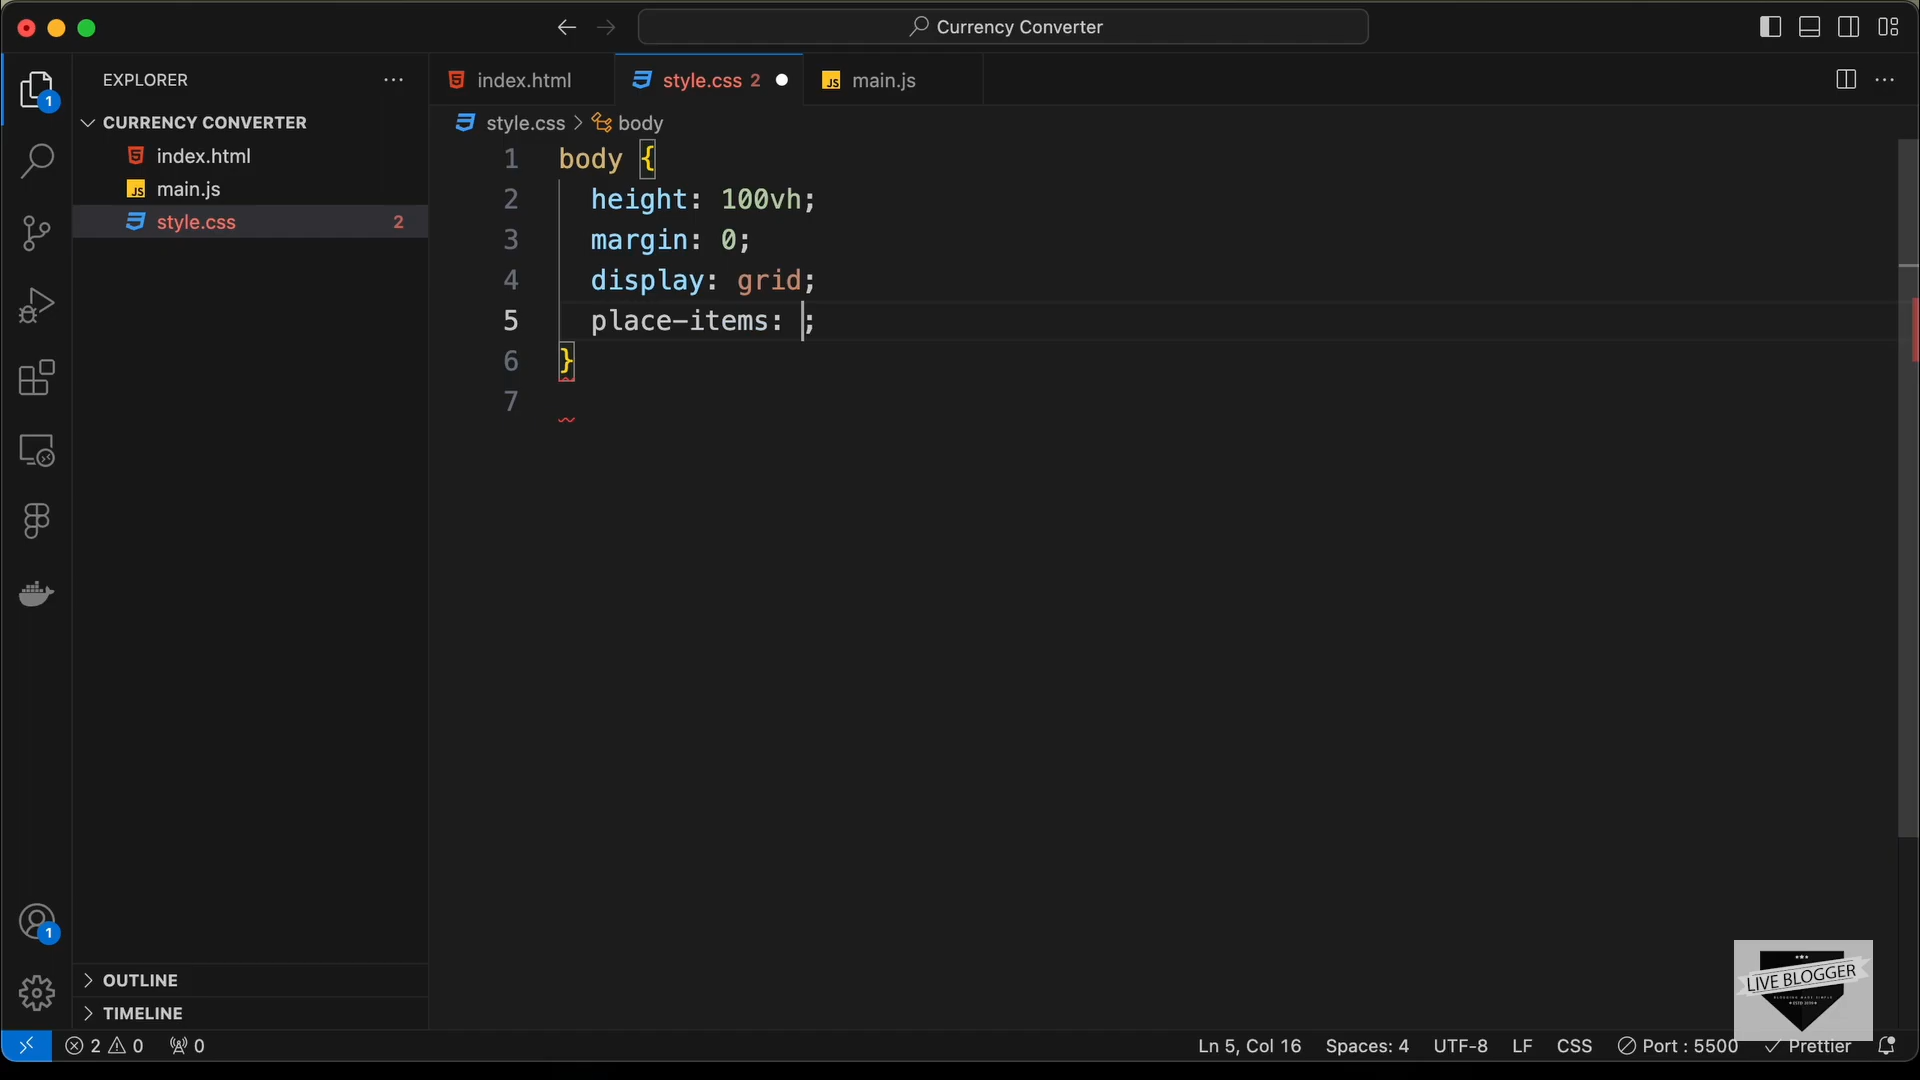 Currency Converter
EXPLORER
index.html
style.css 2
main.js
1
CURRENCY CONVERTER
index.html
main.js
style.css 2
style.css > body
1 body {
2 height: 100vh;
3 margin: 0;
4 display: grid;
5 place-items: ;
6 }
7
1
OUTLINE
TIMELINE
LIVE BLOGGER
2 0 0
Ln 5, Col 16
Spaces: 4
UTF-8
LF
CSS
Port : 5500
Prettier